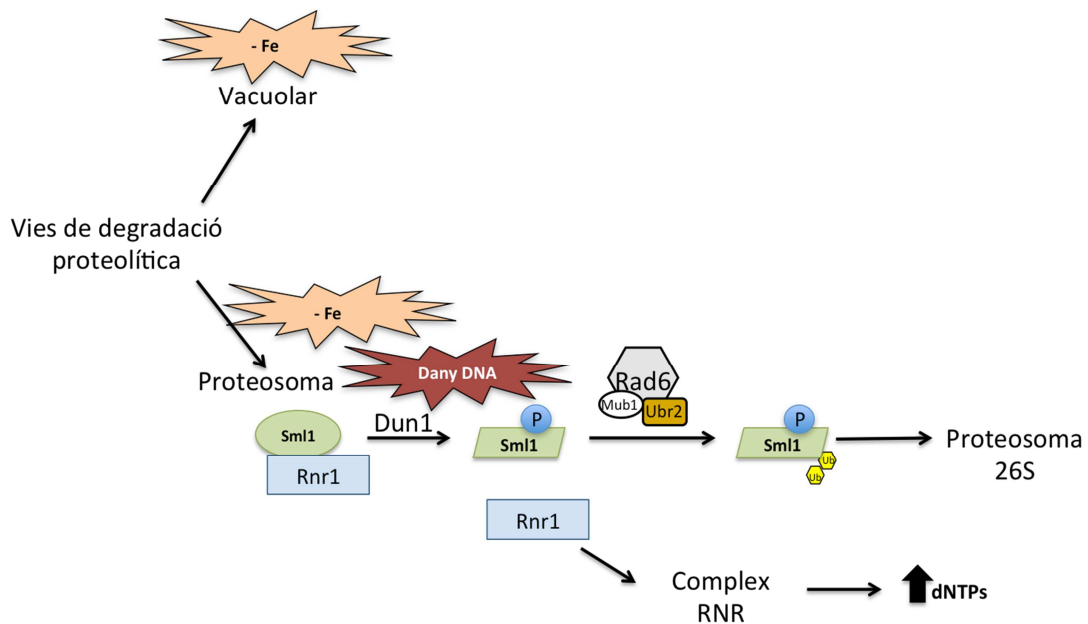 - Fe
Vacuolar
Vies de degradació
proteolítica
- Fe
Proteosoma
Dany DNA
Rad6
Mub1
Ubr2
Sml1
Rnr1
Dun1
P
Sml1
P
Sml1
Ub
Ub
Proteosoma
26S
Rnr1
Complex
RNR
dNTPs